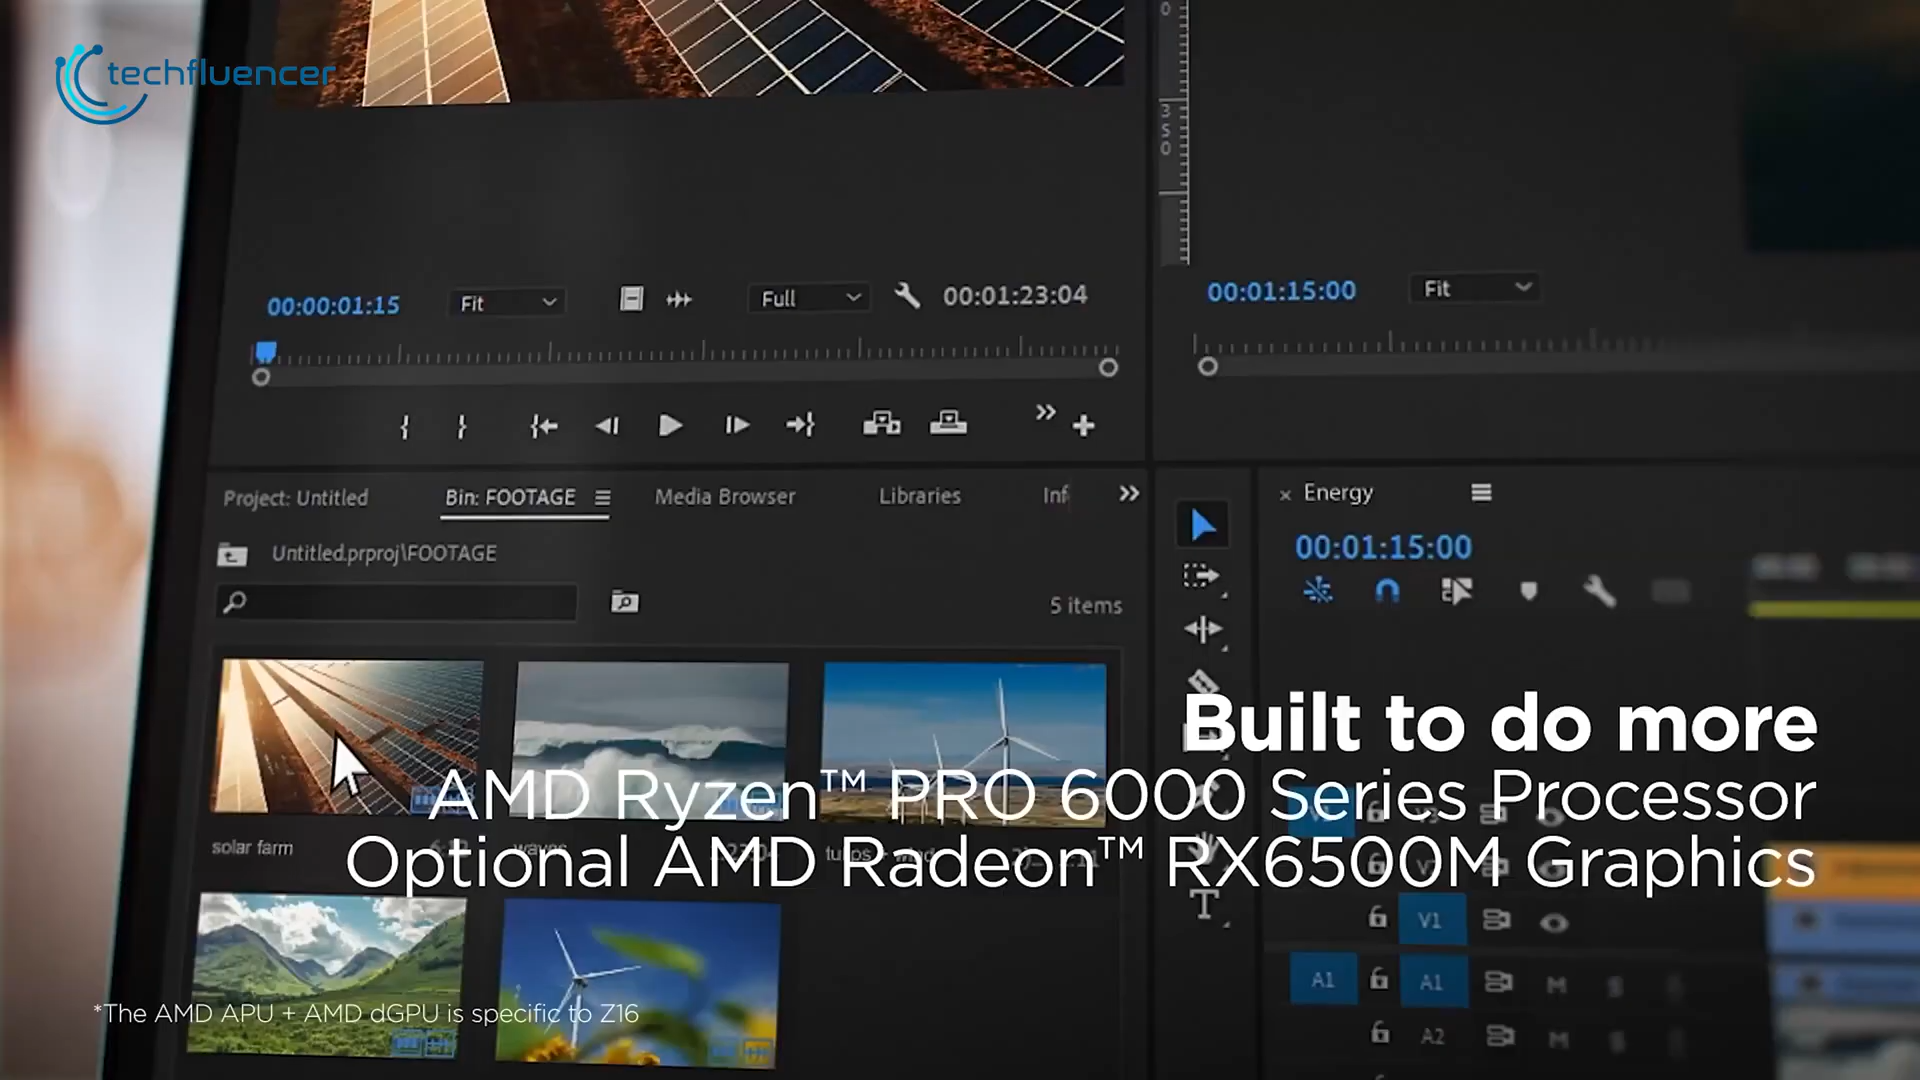 techfluencer
350
00:00:01:15
Fit
Full
00:01:23:04
00:01:15:00
Fit
Project: Untitled
Bin: FOOTAGE
Media Browser
Libraries
Energy
Untitled.prproj\FOOTAGE
00:01:15:00
5 items
Built to do more
AMD Ryzen™ PRO 6000 Series Processor
solar farm
waves
Optional AMD Radeon™ RX6500M Graphics
V1
A1
A1
M
S
A2
M
S
*The AMD APU + AMD dGPU is specific to Z16